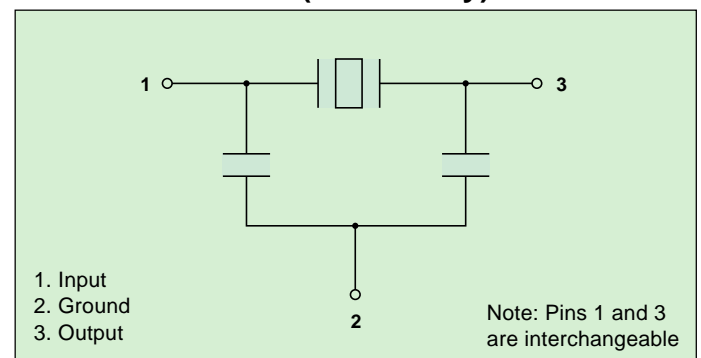 1
3
2
1. Input
2. Ground
3. Output
Note: Pins 1 and 3
are interchangeable